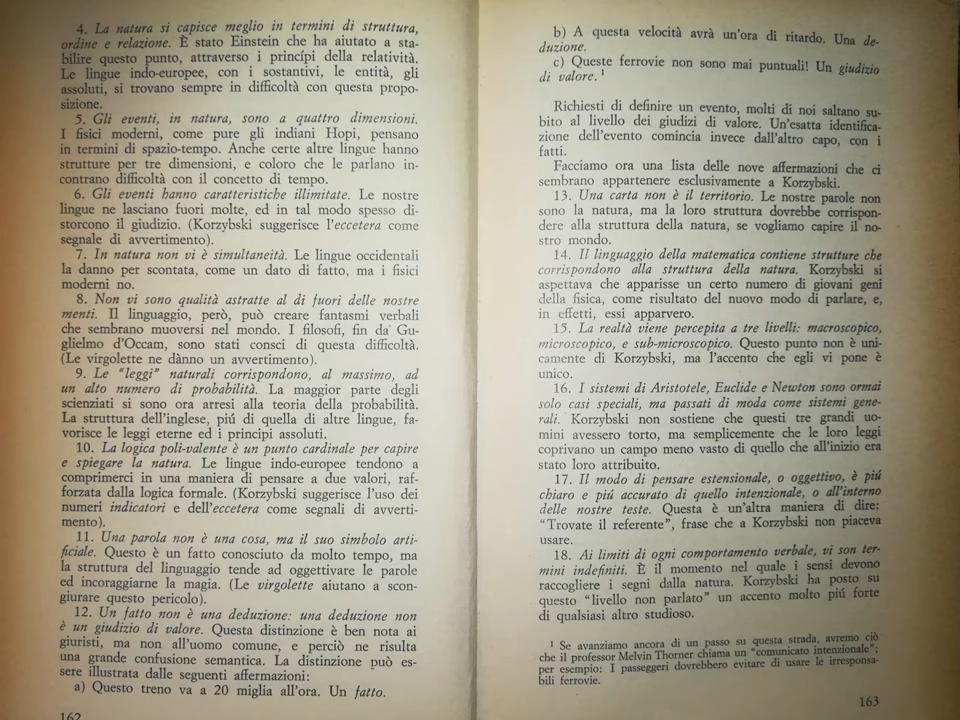 4. La natura si capisce meglio in termini di struttura,
ordine e relazione. È stato Einstein che ha aiutato a sta-
bilire questo punto, attraverso i princípi della relatività.
Le lingue indo-europee, con i sostantivi, le entità, gli
assoluti, si trovano sempre in difficoltà con questa propo-
sizione.
5. Gli eventi, in natura, sono a quattro dimensioni.
I fisici moderni, come pure gli indiani Hopi, pensano
in termini di spazio-tempo. Anche certe altre lingue hanno
strutture per tre dimensioni, e coloro che le parlano in-
contrano difficoltà con il concetto di tempo.
6. Gli eventi hanno caratteristiche illimitate. Le nostre
lingue ne lasciano fuori molte, ed in tal modo spesso di-
storcono il giudizio. (Korzybski suggerisce l'eccetera come
segnale di avvertimento).
7. In natura non vi è simultaneità. Le lingue occidentali
la danno per scontata, come un dato di fatto, ma i fisici
moderni no.
8. Non vi sono qualità astratte al di fuori delle nostre
menti. Il linguaggio, però, può creare fantasmi verbali
che sembrano muoversi nel mondo. I filosofi, fin da Gu-
glielmo d'Occam, sono stati consci di questa difficoltà.
(Le virgolette ne dànno un avvertimento).
9. Le "leggi" naturali corrispondono, al massimo, ad
un alto numero di probabilità. La maggior parte degli
scienziati si sono ora arresi alla teoria della probabilità.
La struttura dell'inglese, piú di quella di altre lingue, fa-
vorisce le leggi eterne ed i principi assoluti.
10. La logica poli-valente è un punto cardinale per capire
e spiegare la natura. Le lingue indo-europee tendono a
comprimerci in una maniera di pensare a due valori, raf-
forzata dalla logica formale. (Korzybski suggerisce l'uso dei
numeri indicatori e dell'eccetera come segnali di avverti-
mento).
11. Una parola non è una cosa, ma il suo simbolo arti-
ficiale. Questo è un fatto conosciuto da molto tempo, ma
la struttura del linguaggio tende ad oggettivare le parole
ed incoraggiarne la magia. (Le virgolette aiutano a scon-
giurare questo pericolo).
12. Un fatto non è una deduzione: una deduzione non
è un giudizio di valore. Questa distinzione è ben nota ai
giuristi, ma non all'uomo comune, e perciò ne risulta
una grande confusione semantica. La distinzione può es-
sere illustrata dalle seguenti affermazioni:
a) Questo treno va a 20 miglia all'ora. Un fatto.
162
b) A questa velocità avrà un'ora di ritardo. Una de-
duzione.
c) Queste ferrovie non sono mai puntuali! Un giudizio
di valore.¹
Richiesti di definire un evento, molti di noi saltano su-
bito al livello dei giudizi di valore. Un'esatta identifica-
zione dell'evento comincia invece dall'altro capo, con i
fatti.
Facciamo ora una lista delle nove affermazioni che ci
sembrano appartenere esclusivamente a Korzybski.
13. Una carta non è il territorio. Le nostre parole non
sono la natura, ma la loro struttura dovrebbe corrispon-
dere alla struttura della natura, se vogliamo capire il no-
stro mondo.
14. Il linguaggio della matematica contiene strutture che
corrispondono alla struttura della natura. Korzybski si
aspettava che apparisse un certo numero di giovani geni
della fisica, come risultato del nuovo modo di parlare, e,
in effetti, essi apparvero.
15. La realtà viene percepita a tre livelli: macroscopico,
microscopico, e sub-microscopico. Questo punto non è uni-
camente di Korzybski, ma l'accento che egli vi pone è
unico.
16. I sistemi di Aristotele, Euclide e Newton sono ormai
solo casi speciali, ma passati di moda come sistemi gene-
rali. Korzybski non sostiene che questi tre grandi uo-
mini avessero torto, ma semplicemente che le loro leggi
coprivano un campo meno vasto di quello che all'inizio era
stato loro attribuito.
17. Il modo di pensare estensionale, o oggettivo, è piú
chiaro e piú accurato di quello intenzionale, o all'interno
delle nostre teste. Questa è un'altra maniera di dire:
"Trovate il referente", frase che a Korzybski non piaceva
usare.
18. Ai limiti di ogni comportamento verbale, vi son ter-
mini indefiniti. È il momento nel quale i sensi devono
raccogliere i segni dalla natura. Korzybski ha posto su
questo "livello non parlato" un accento molto piú forte
di qualsiasi altro studioso.
¹ Se avanziamo ancora di un passo su questa strada, avremo ciò
che il professor Melvin Thorner chiama un "comunicato intenzionale";
per esempio: I passeggeri dovrebbero evitare di usare le irresponsa-
bili ferrovie.
163